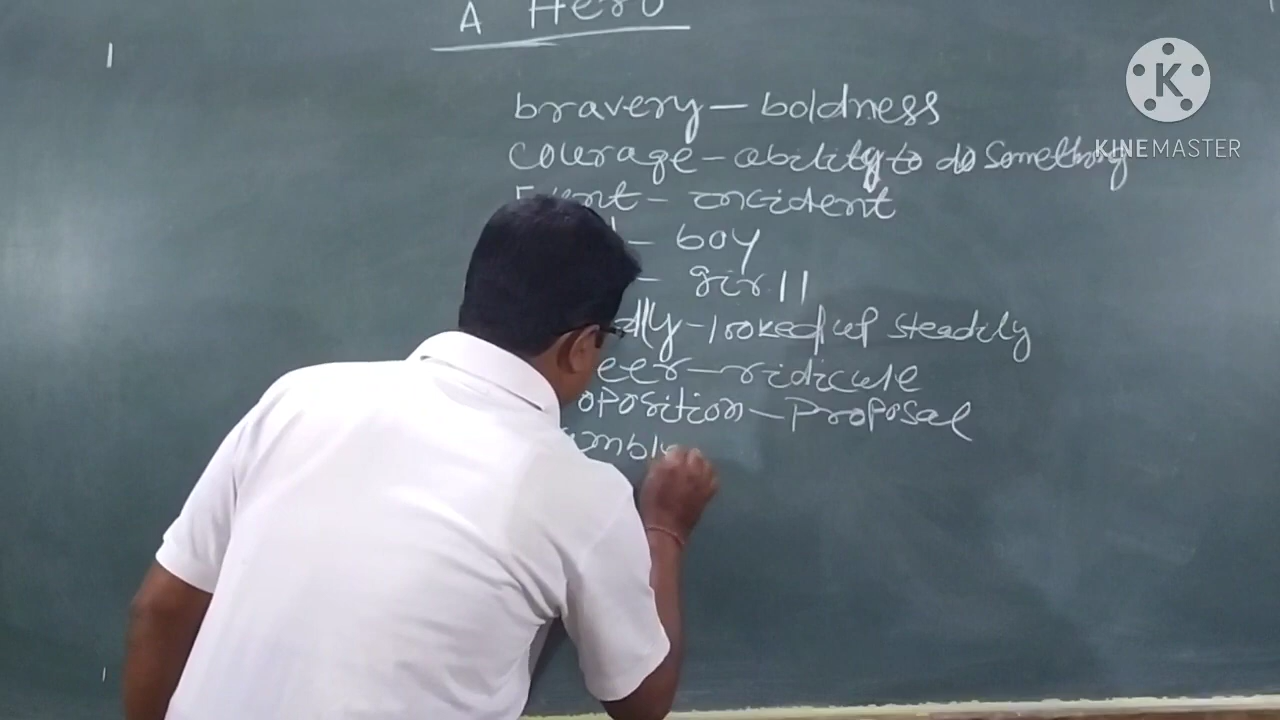 A Hero
bravery - boldness
courage - ability to do something
Event - incident
- boy
- girl
dly - looked up steadily
eer - ridicule
oposition - proposal
mbl
K
KINEMASTER